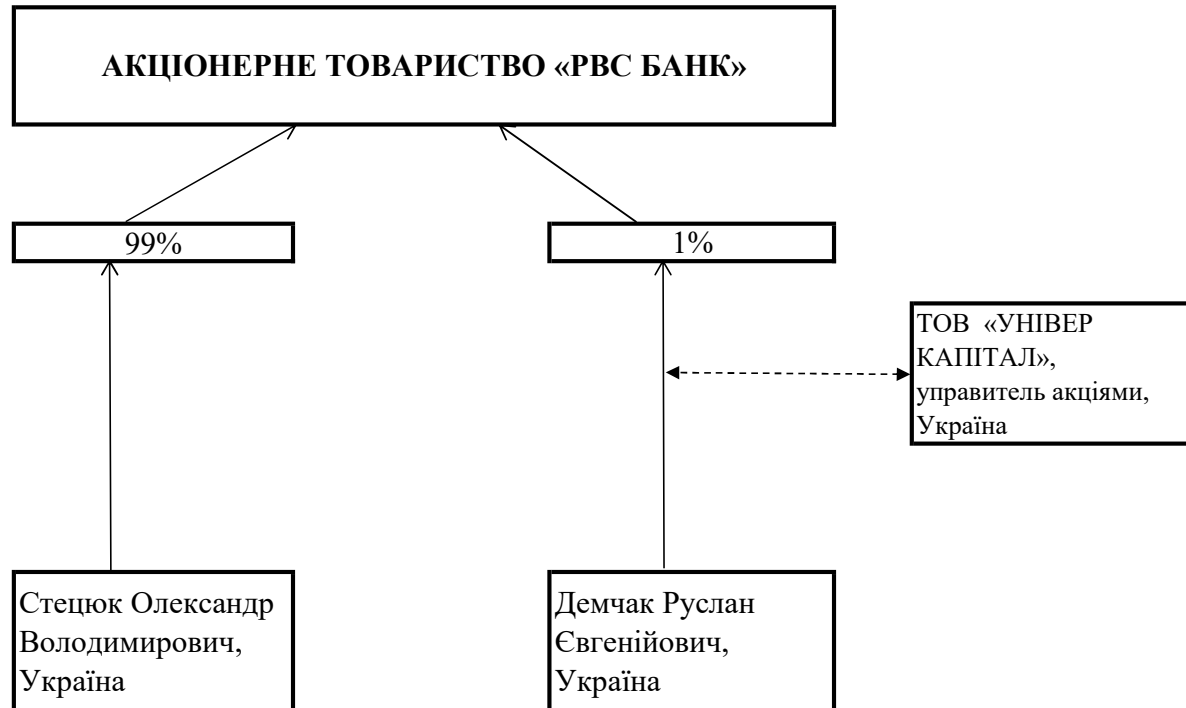 АКЦІОНЕРНЕ ТОВАРИСТВО «РВС БАНК»
99%
1%
ТОВ «УНІВЕР
КАПІТАЛ»,
управитель акціями,
Україна
Стецюк Олександр
Володимирович,
Україна
Демчак Руслан
Євгенійович,
Україна